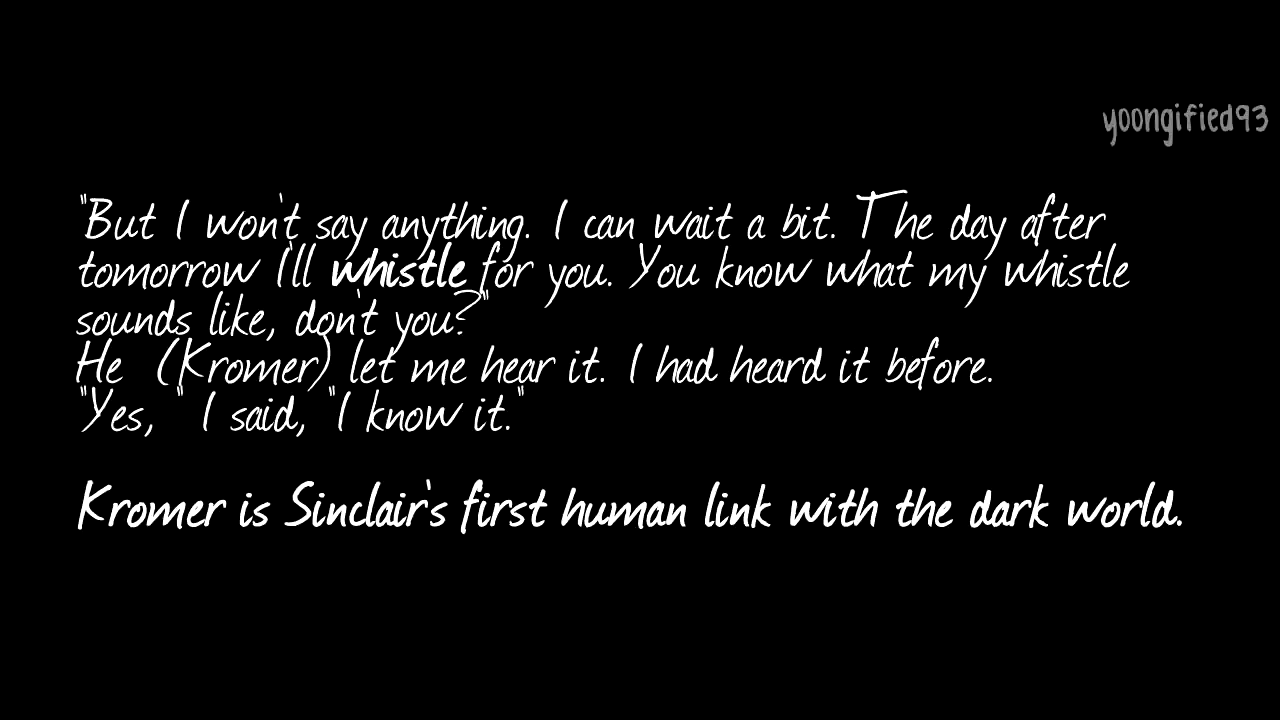 yoongified93
"But I won't say anything. I can wait a bit. The day after
tomorrow I'll whistle for you. You know what my whistle
sounds like, don't you?"
He (Kromer) let me hear it. I had heard it before.
"Yes, " I said, "I know it."
Kromer is Sinclair's first human link with the dark world.